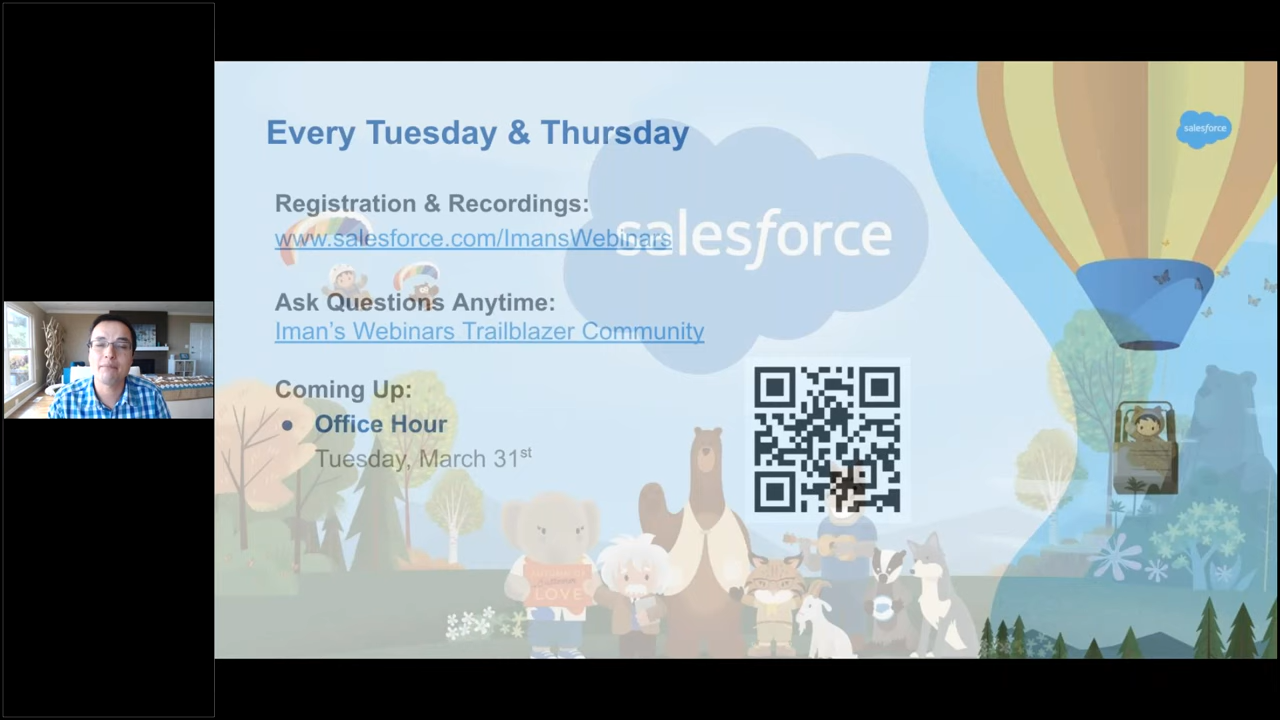 Every Tuesday & Thursday
salesforce
Registration & Recordings:
www.salesforce.com/ImansWebinars
salesforce
Ask Questions Anytime:
Iman's Webinars Trailblazer Community
Coming Up:
● Office Hour
Tuesday, March 31st
LOVE